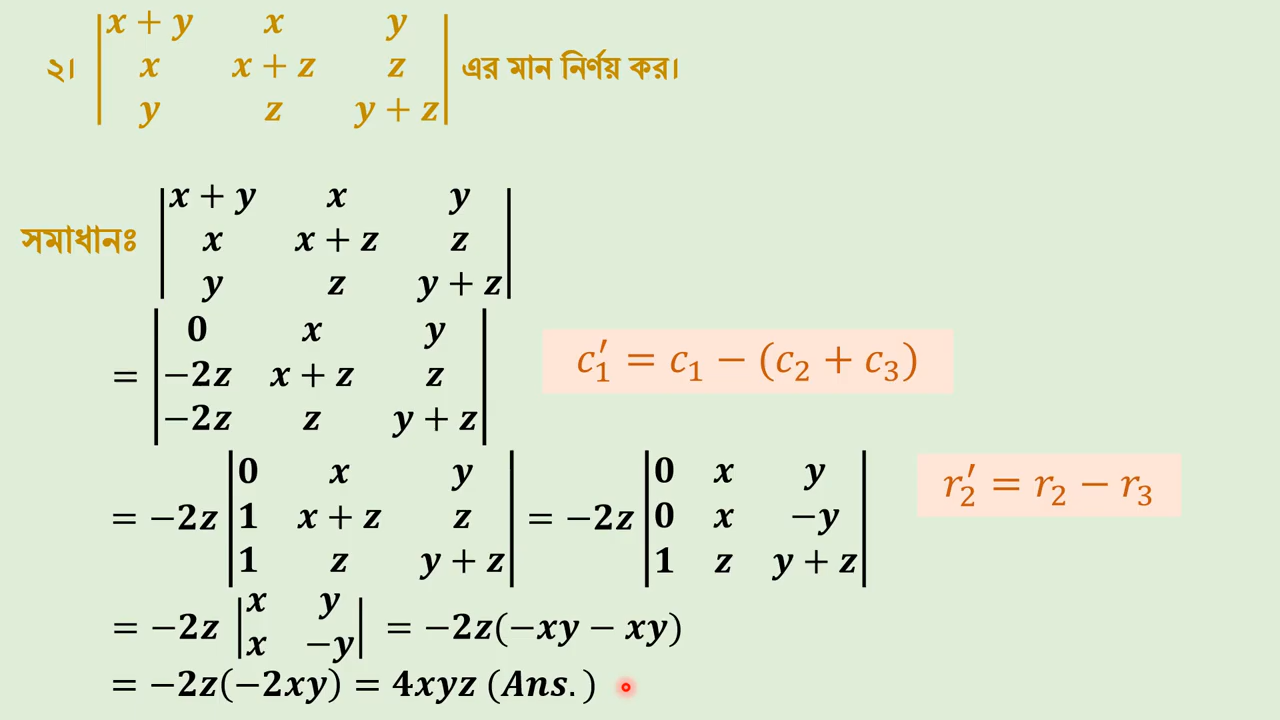 ২। | x + y   x   y |
| x   x + z   z | এর মান নির্ণয় কর।
| y   z   y + z |
সমাধানঃ | x + y   x   y |
| x   x + z   z |
| y   z   y + z |
= | 0   x   y |
| −2z   x + z   z |
| −2z   z   y + z |
c₁′ = c₁ − (c₂ + c₃)
= −2z | 0   x   y |
| 1   x + z   z |
| 1   z   y + z |
= −2z | 0   x   y |
| 0   x   −y |
| 1   z   y + z |
r₂′ = r₂ − r₃
= −2z | x   y |
| x   −y |
= −2z(−xy − xy)
= −2z(−2xy) = 4xyz (Ans.)